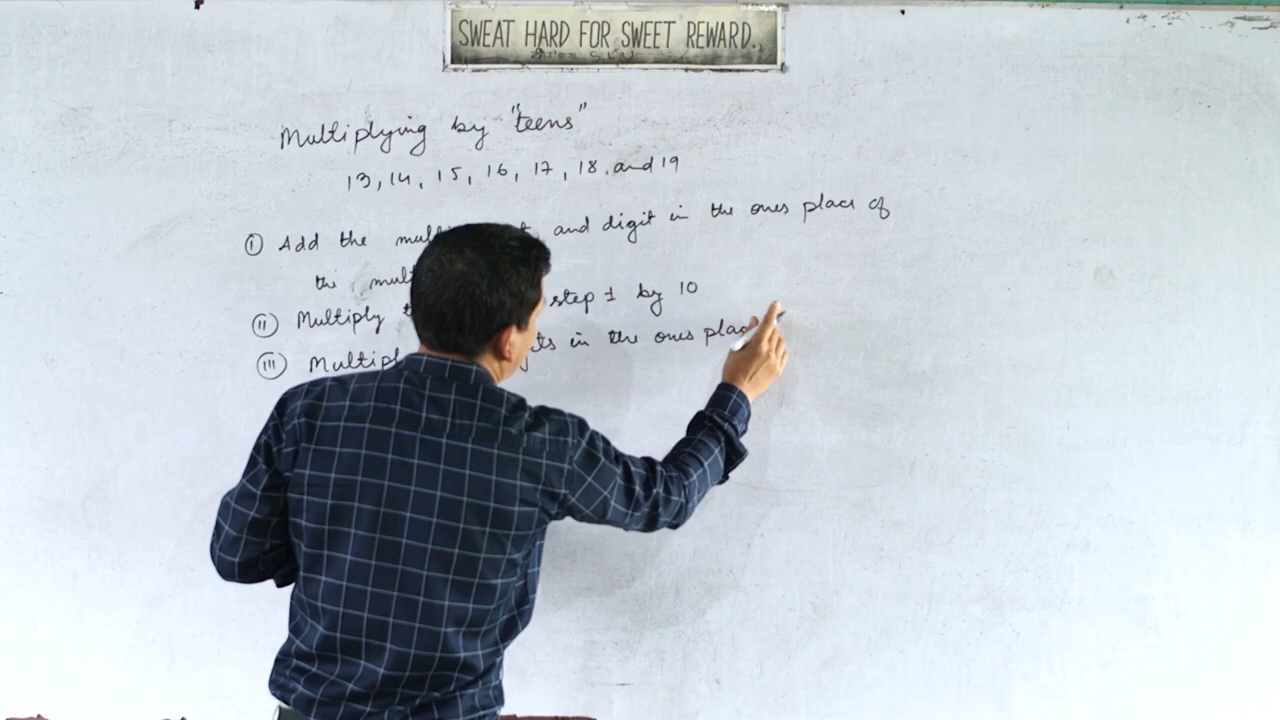 SWEAT HARD FOR SWEET REWARD.
Multiplying by "teens"
13, 14, 15, 16, 17, 18, and 19
I Add the and digit in the ones place of
the
II Multiply step 1 by 10
III in the ones place